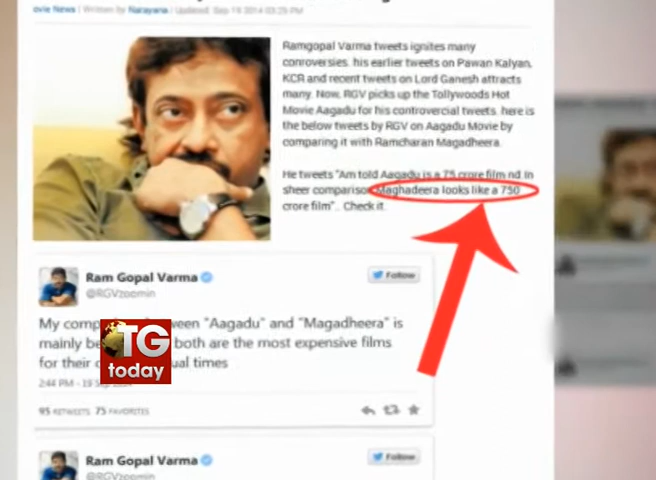 ovie News | Written by Narayana | Updated: Sep 19 2014 03:29 PM
Ramgopal Varma tweets ignites many
conroversies. his earlier tweets on Pawan Kalyan,
KCR and recent tweets on Lord Ganesh attracts
many. Now, RGV picks up the Tollywoods Hot
Movie Aagadu for his controvercial tweets. here is
the below tweets by RGV on Aagadu Movie by
comparing it with Ramcharan Magadheera.
He tweets "Am told Aagadu is a 75 crore film nd In
sheer comparison Maghadeera looks like a 750
crore film".. Check it.
Ram Gopal Varma
@RGVzoomin
Follow
My comp ween "Aagadu" and "Magadheera" is
mainly be both are the most expensive films
for their ual times
2:44 PM - 19 Sep
95 RETWEETS 75 FAVORITES
TG
today
Ram Gopal Varma
@RGVzoomin
Follow